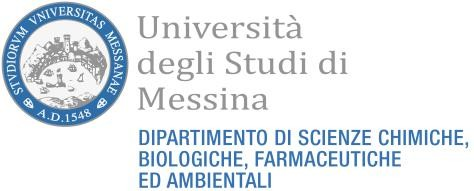 STVDIORVM VNIVERSITAS MESSANAE
A.D.1548
Università
degli Studi di
Messina
DIPARTIMENTO DI SCIENZE CHIMICHE,
BIOLOGICHE, FARMACEUTICHE
ED AMBIENTALI